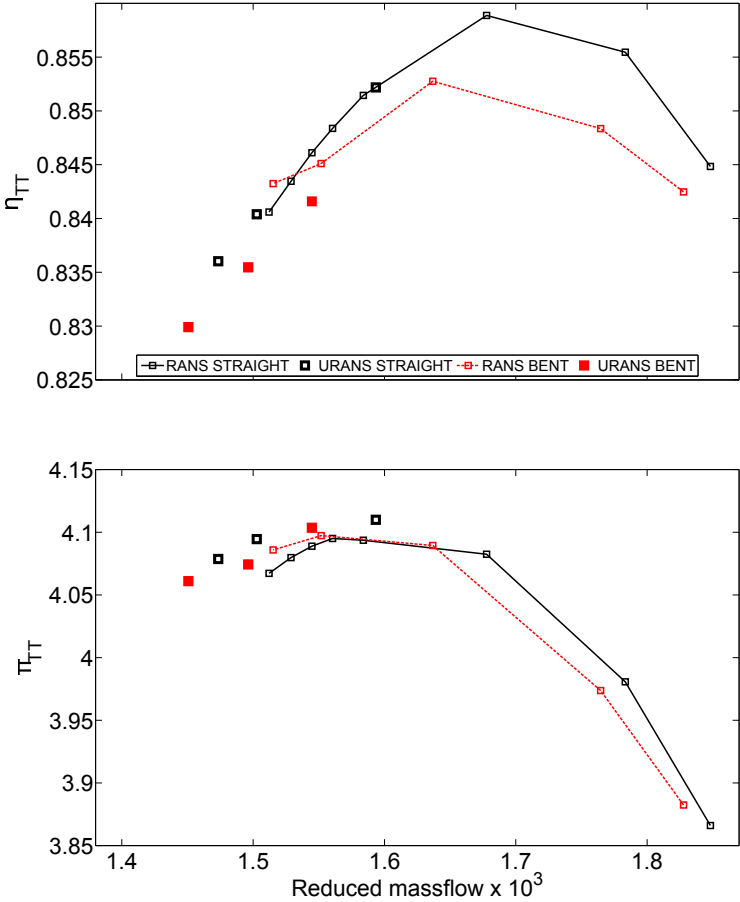 0.855
0.85
0.845
0.84
0.835
0.83
0.825
η_TT
RANS STRAIGHT URANS STRAIGHT RANS BENT URANS BENT
4.15
4.1
4.05
4
3.95
3.9
3.85
π_TT
1.4 1.5 1.6 1.7 1.8
Reduced massflow x 10³